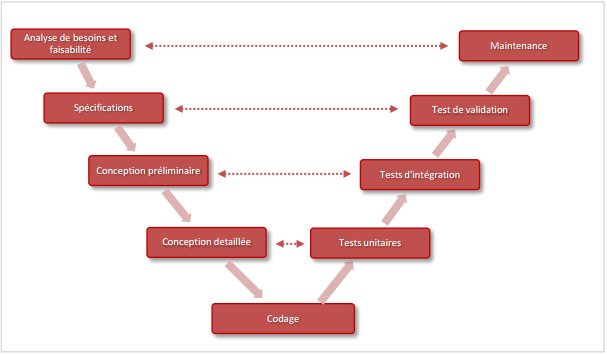 Analyse de besoins et
faisabilité
Maintenance
Spécifications
Test de validation
Conception préliminaire
Tests d'intégration
Conception detaillée
Tests unitaires
Codage